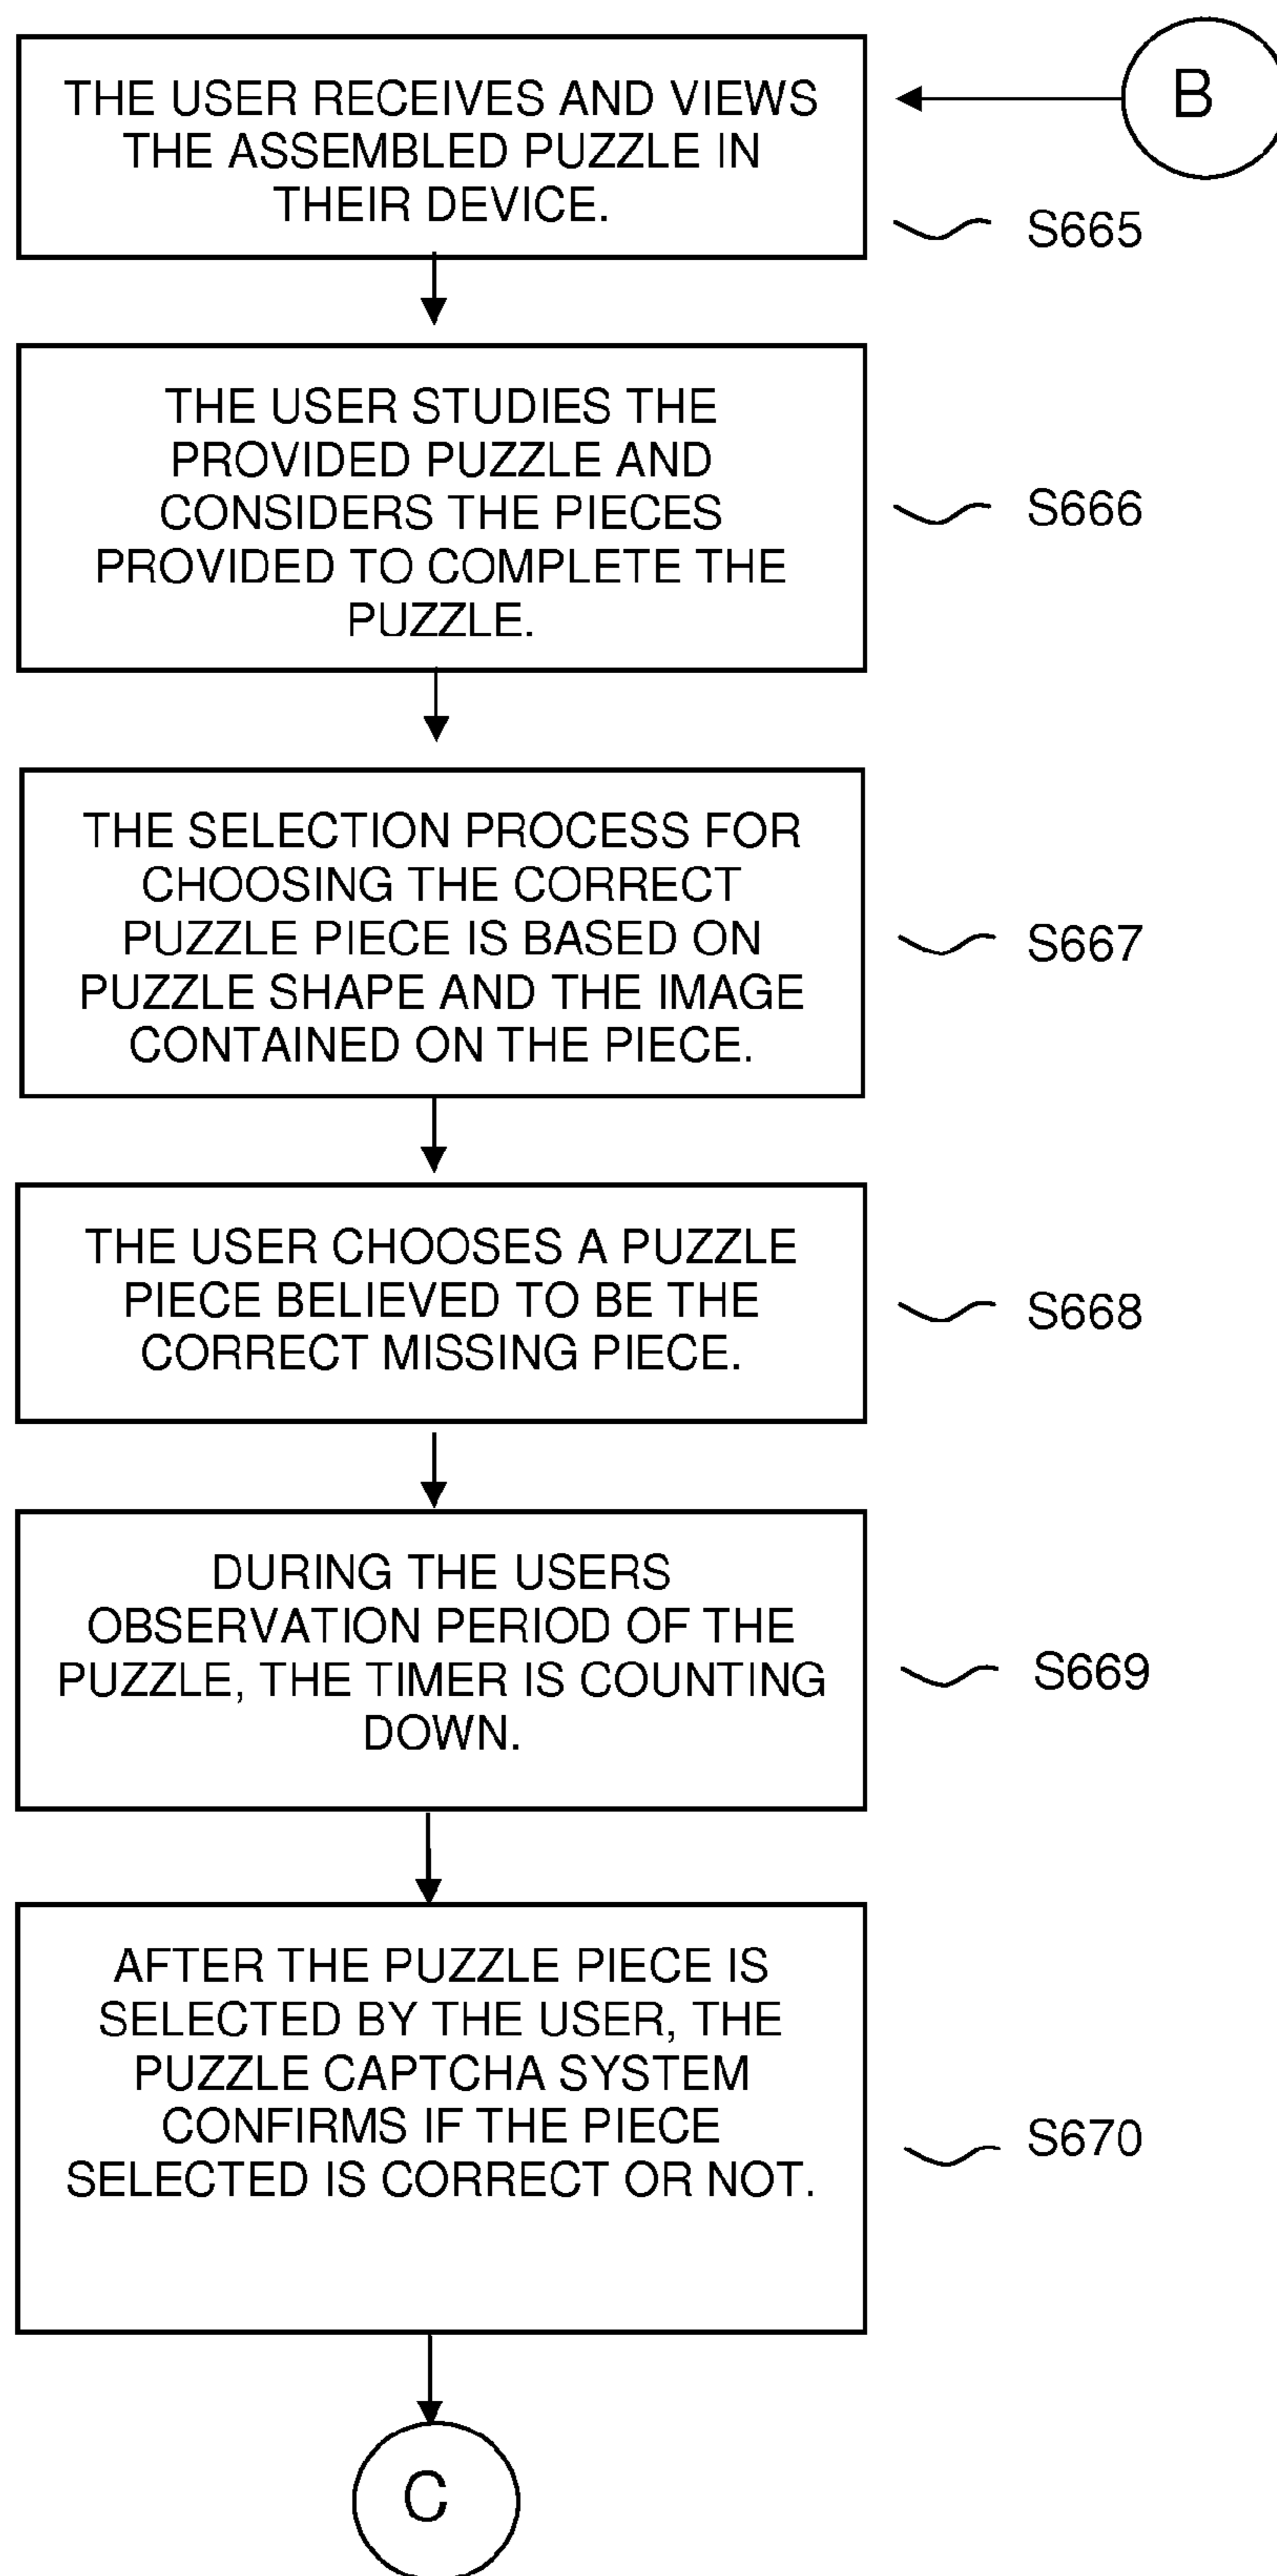 THE USER RECEIVES AND VIEWS
THE ASSEMBLED PUZZLE IN
THEIR DEVICE.
B
S665
THE USER STUDIES THE
PROVIDED PUZZLE AND
CONSIDERS THE PIECES
PROVIDED TO COMPLETE THE
PUZZLE.
S666
THE SELECTION PROCESS FOR
CHOOSING THE CORRECT
PUZZLE PIECE IS BASED ON
PUZZLE SHAPE AND THE IMAGE
CONTAINED ON THE PIECE.
S667
THE USER CHOOSES A PUZZLE
PIECE BELIEVED TO BE THE
CORRECT MISSING PIECE.
S668
DURING THE USERS
OBSERVATION PERIOD OF THE
PUZZLE, THE TIMER IS COUNTING
DOWN.
S669
AFTER THE PUZZLE PIECE IS
SELECTED BY THE USER, THE
PUZZLE CAPTCHA SYSTEM
CONFIRMS IF THE PIECE
SELECTED IS CORRECT OR NOT.
S670
C